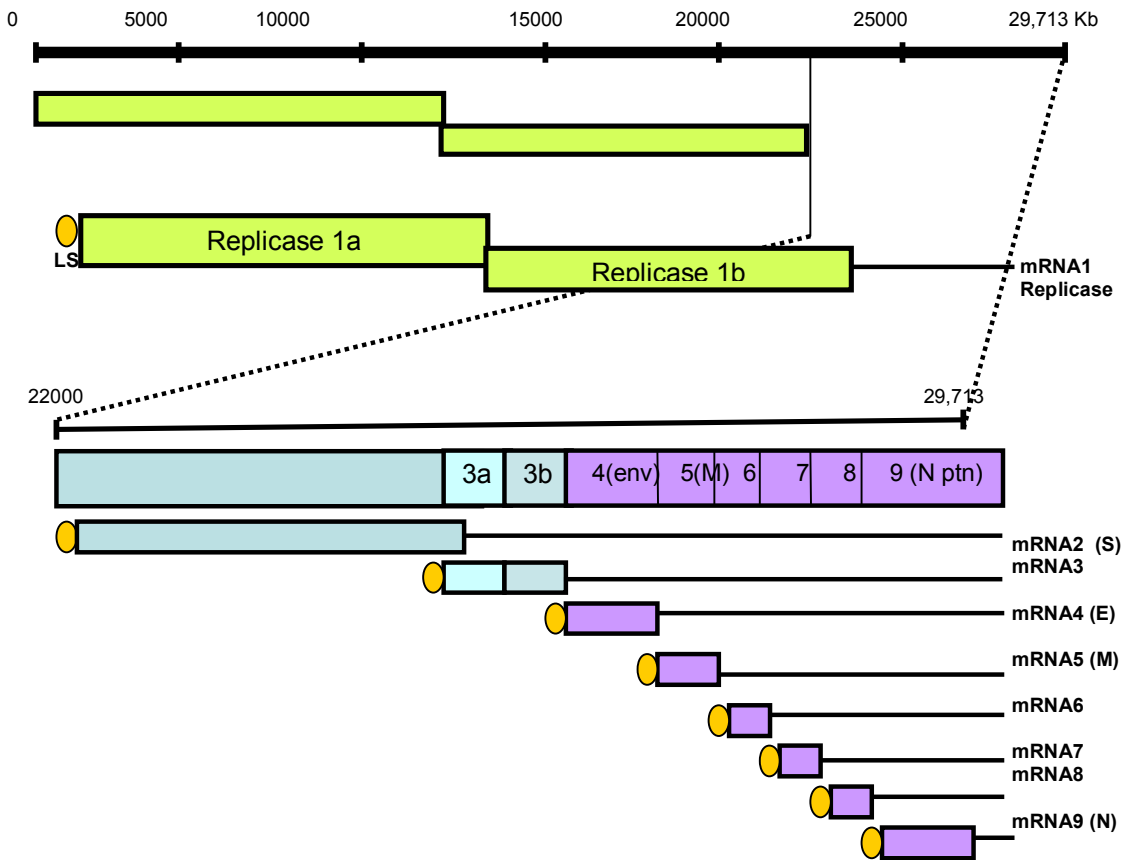 0 5000 10000 15000 20000 25000 29,713 Kb
Replicase 1a
LS
Replicase 1b
mRNA1
Replicase
22000 29,713
3a 3b 4(env) 5(M) 6 7 8 9 (N ptn)
mRNA2 (S)
mRNA3
mRNA4 (E)
mRNA5 (M)
mRNA6
mRNA7
mRNA8
mRNA9 (N)